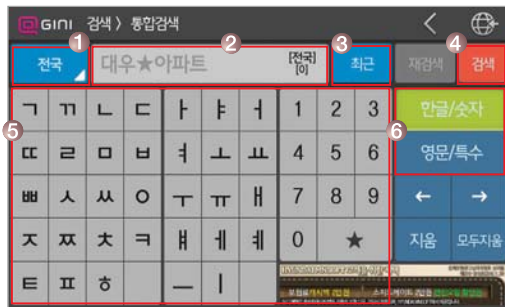 GINI 검색 〉 통합검색
1 2 3 4
전국 대우★아파트 [전국] 최근 재검색 검색
[0]
ㄱ ㄲ ㄴ ㄷ ㅏ ㅑ ㅓ 1 2 3 한글/숫자
5 6
ㄸ ㄹ ㅁ ㅂ ㅕ ㅗ ㅛ 4 5 6 영문/특수
ㅃ ㅅ ㅆ ㅇ ㅜ ㅠ ㅐ 7 8 9 ← →
ㅈ ㅉ ㅊ ㅋ ㅒ ㅔ ㅖ 0 ★ 지움 모두지움
ㅌ ㅍ ㅎ ㅡ ㅣ